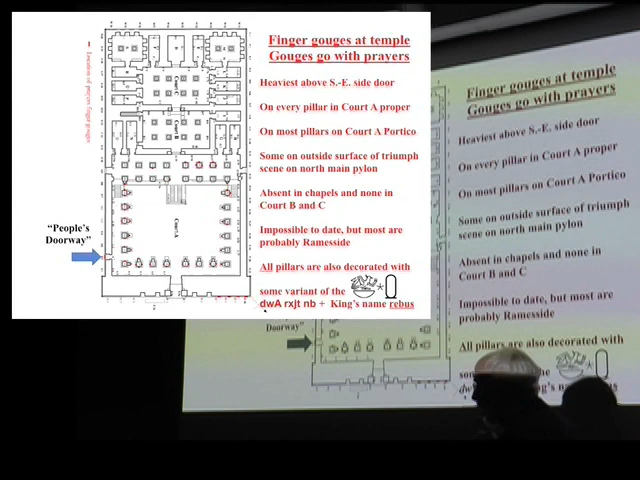 Finger gouges at temple
Gouges go with prayers
Heaviest above S.-E. side door
On every pillar in Court A proper
On most pillars on Court A Portico
Some on outside surface of triumph
scene on north main pylon
Absent in chapels and none in
Court B and C
Impossible to date, but most are
probably Ramesside
All pillars are also decorated with
some variant of the
dwA rxjt nb + King's name rebus
"People's
Doorway"
Court B
Court A
Finger gouges at temple
Gouges go with prayers
Heaviest above S.-E. side door
On every pillar in Court A proper
On most pillars on Court A Portico
Some on outside surface of triumph
scene on north main pylon
Absent in chapels and none in
Court B and C
Impossible to date, but most are
probably Ramesside
All pillars are also decorated with
Doorway"